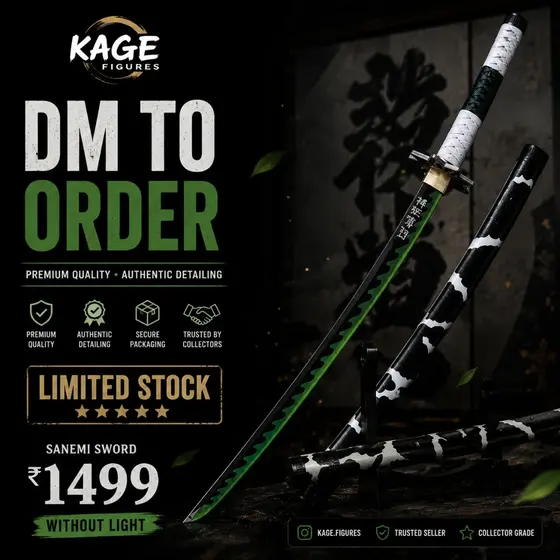 KAGE
FIGURES
DM TO
ORDER
PREMIUM QUALITY • AUTHENTIC DETAILING
PREMIUM
QUALITY
AUTHENTIC
DETAILING
SECURE
PACKAGING
TRUSTED BY
COLLECTORS
LIMITED STOCK
SANEMI SWORD
₹1499
WITHOUT LIGHT
KAGE.FIGURES
TRUSTED SELLER
COLLECTOR GRADE